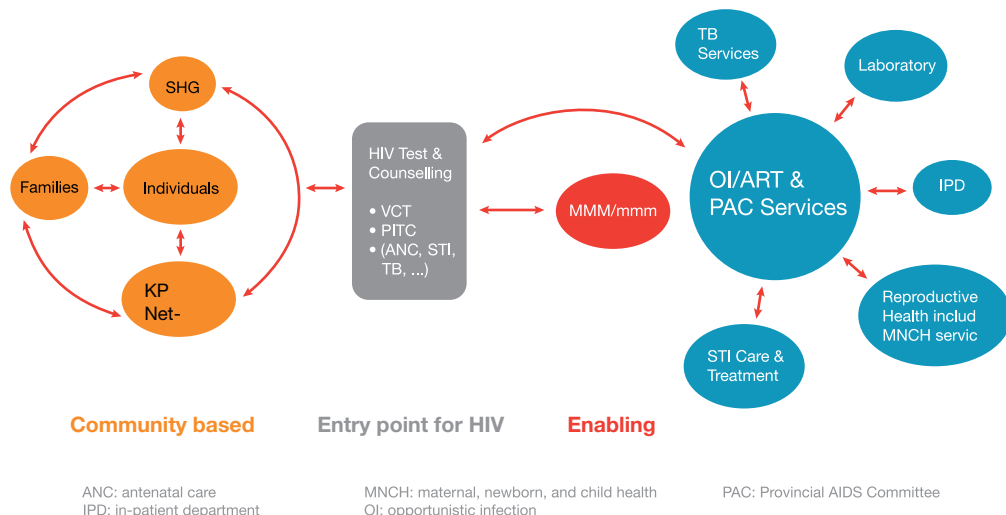 SHG
Families
Individuals
KP
Net-
HIV Test &
Counselling
• VCT
• PITC
• (ANC, STI,
TB, ...)
MMM/mmm
TB
Services
Laboratory
OI/ART &
PAC Services
IPD
Reproductive
Health includ
MNCH servic
STI Care &
Treatment
Community based
Entry point for HIV
Enabling
ANC: antenatal care
IPD: in-patient department
MNCH: maternal, newborn, and child health
OI: opportunistic infection
PAC: Provincial AIDS Committee